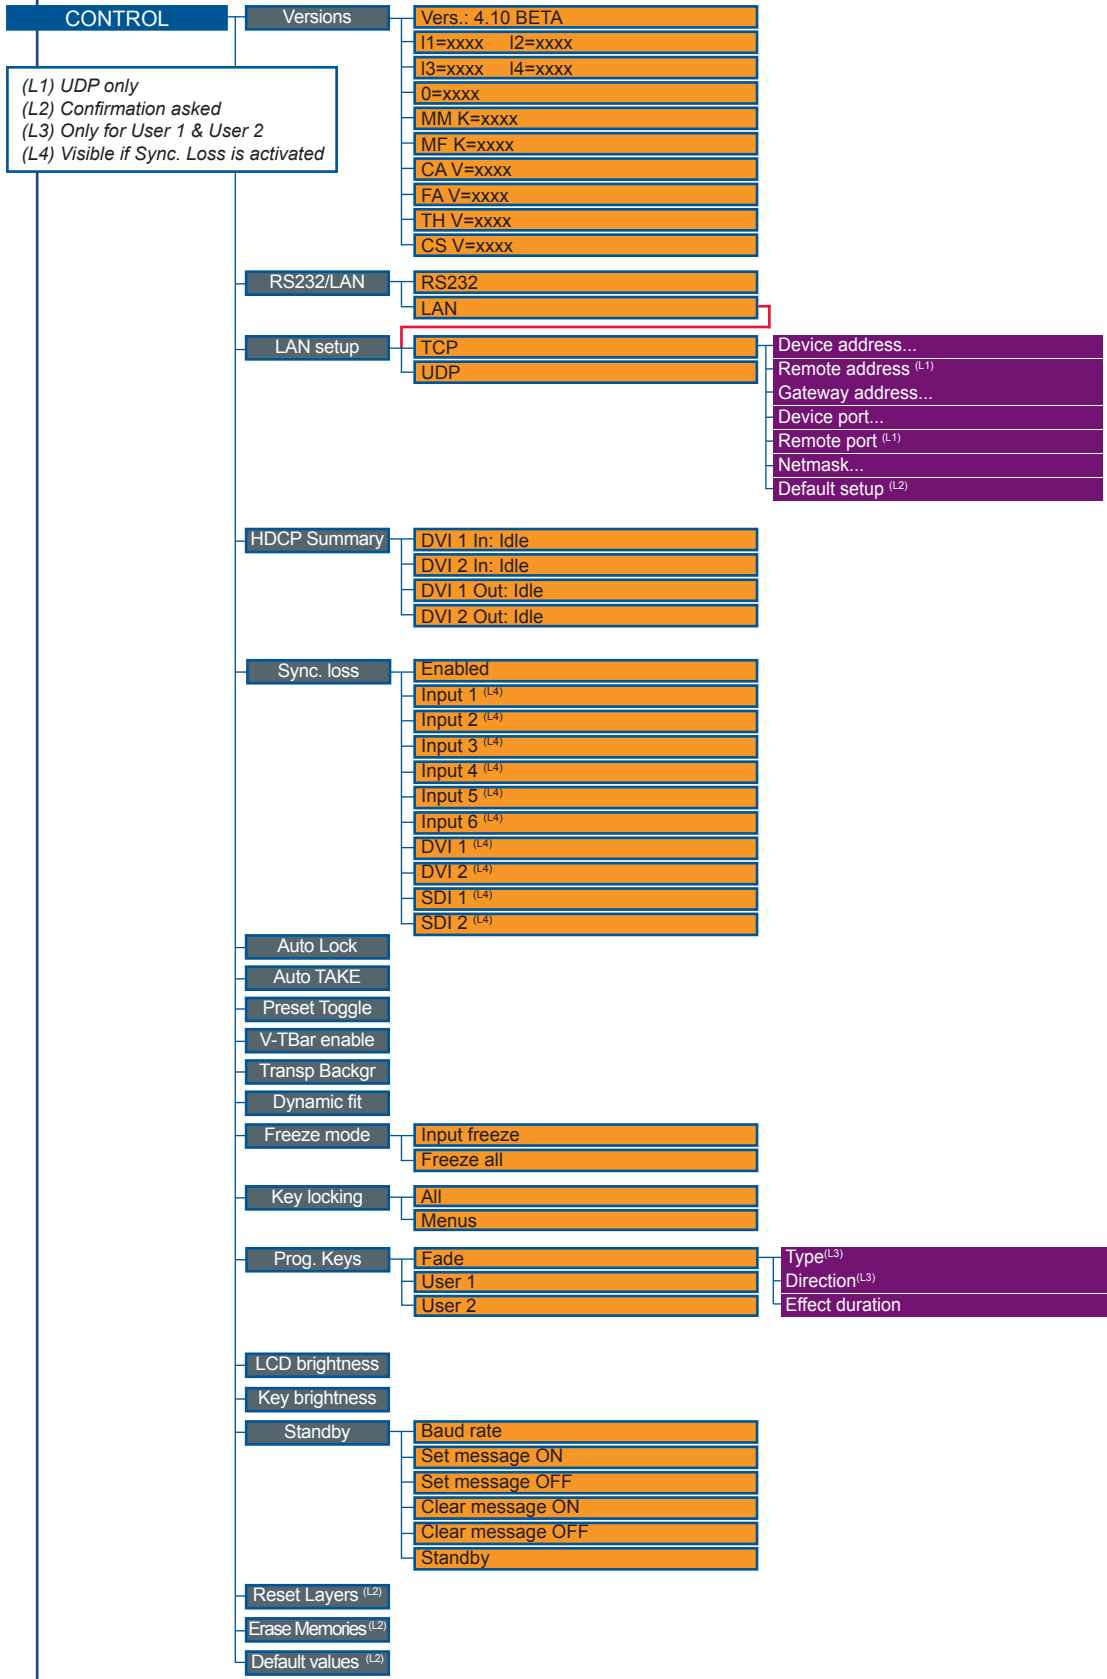 CONTROL
(L1) UDP only
(L2) Confirmation asked
(L3) Only for User 1 & User 2
(L4) Visible if Sync. Loss is activated
Versions
Vers.: 4.10 BETA
I1=xxxx I2=xxxx
I3=xxxx I4=xxxx
0=xxxx
MM K=xxxx
MF K=xxxx
CA V=xxxx
FA V=xxxx
TH V=xxxx
CS V=xxxx
RS232/LAN
RS232
LAN
LAN setup
TCP
UDP
Device address...
Remote address (L1)
Gateway address...
Device port...
Remote port (L1)
Netmask...
Default setup (L2)
HDCP Summary
DVI 1 In: Idle
DVI 2 In: Idle
DVI 1 Out: Idle
DVI 2 Out: Idle
Sync. loss
Enabled
Input 1 (L4)
Input 2 (L4)
Input 3 (L4)
Input 4 (L4)
Input 5 (L4)
Input 6 (L4)
DVI 1 (L4)
DVI 2 (L4)
SDI 1 (L4)
SDI 2 (L4)
Auto Lock
Auto TAKE
Preset Toggle
V-TBar enable
Transp Backgr
Dynamic fit
Freeze mode
Input freeze
Freeze all
Key locking
All
Menus
Prog. Keys
Fade
User 1
User 2
Type(L3)
Direction(L3)
Effect duration
LCD brightness
Key brightness
Standby
Baud rate
Set message ON
Set message OFF
Clear message ON
Clear message OFF
Standby
Reset Layers (L2)
Erase Memories (L2)
Default values (L2)